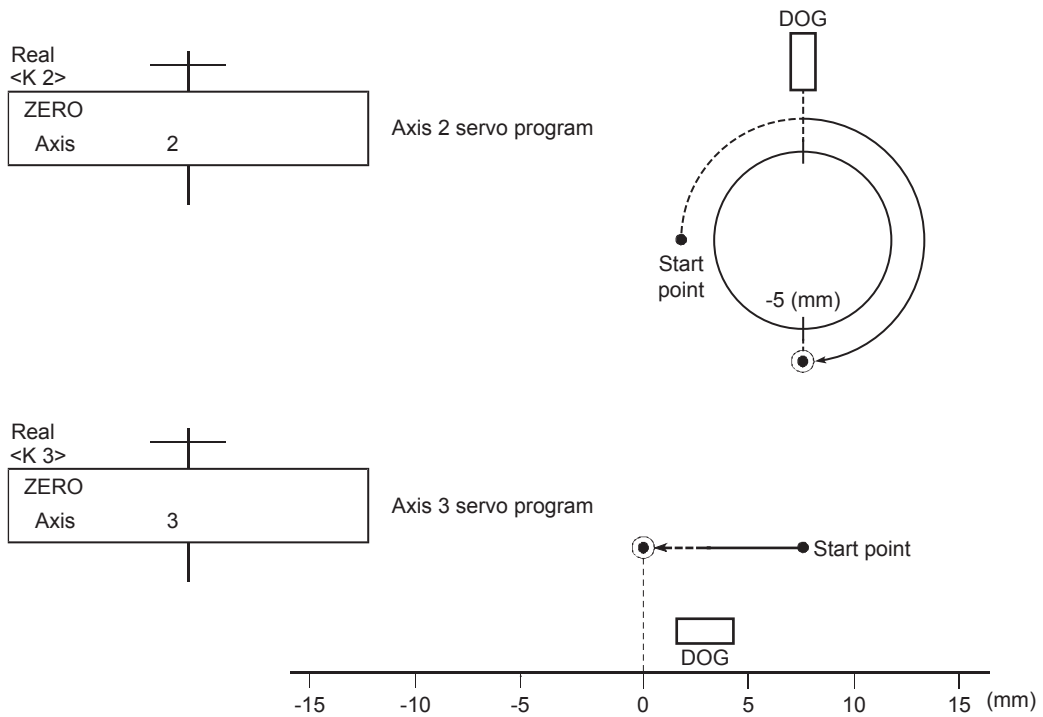 DOG
Real
<K 2>
ZERO
Axis 2
Axis 2 servo program
Start
point
-5 (mm)
Real
<K 3>
ZERO
Axis 3
Axis 3 servo program
Start point
DOG
-15 -10 -5 0 5 10 15 (mm)